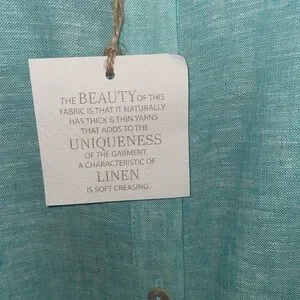 THE BEAUTY OF THIS
FABRIC IS THAT IT NATURALLY
HAS THICK & THIN YARNS
THAT ADDS TO THE
UNIQUENESS
OF THE GARMENT.
A CHARACTERISTIC OF
LINEN
IS SOFT CREASING.